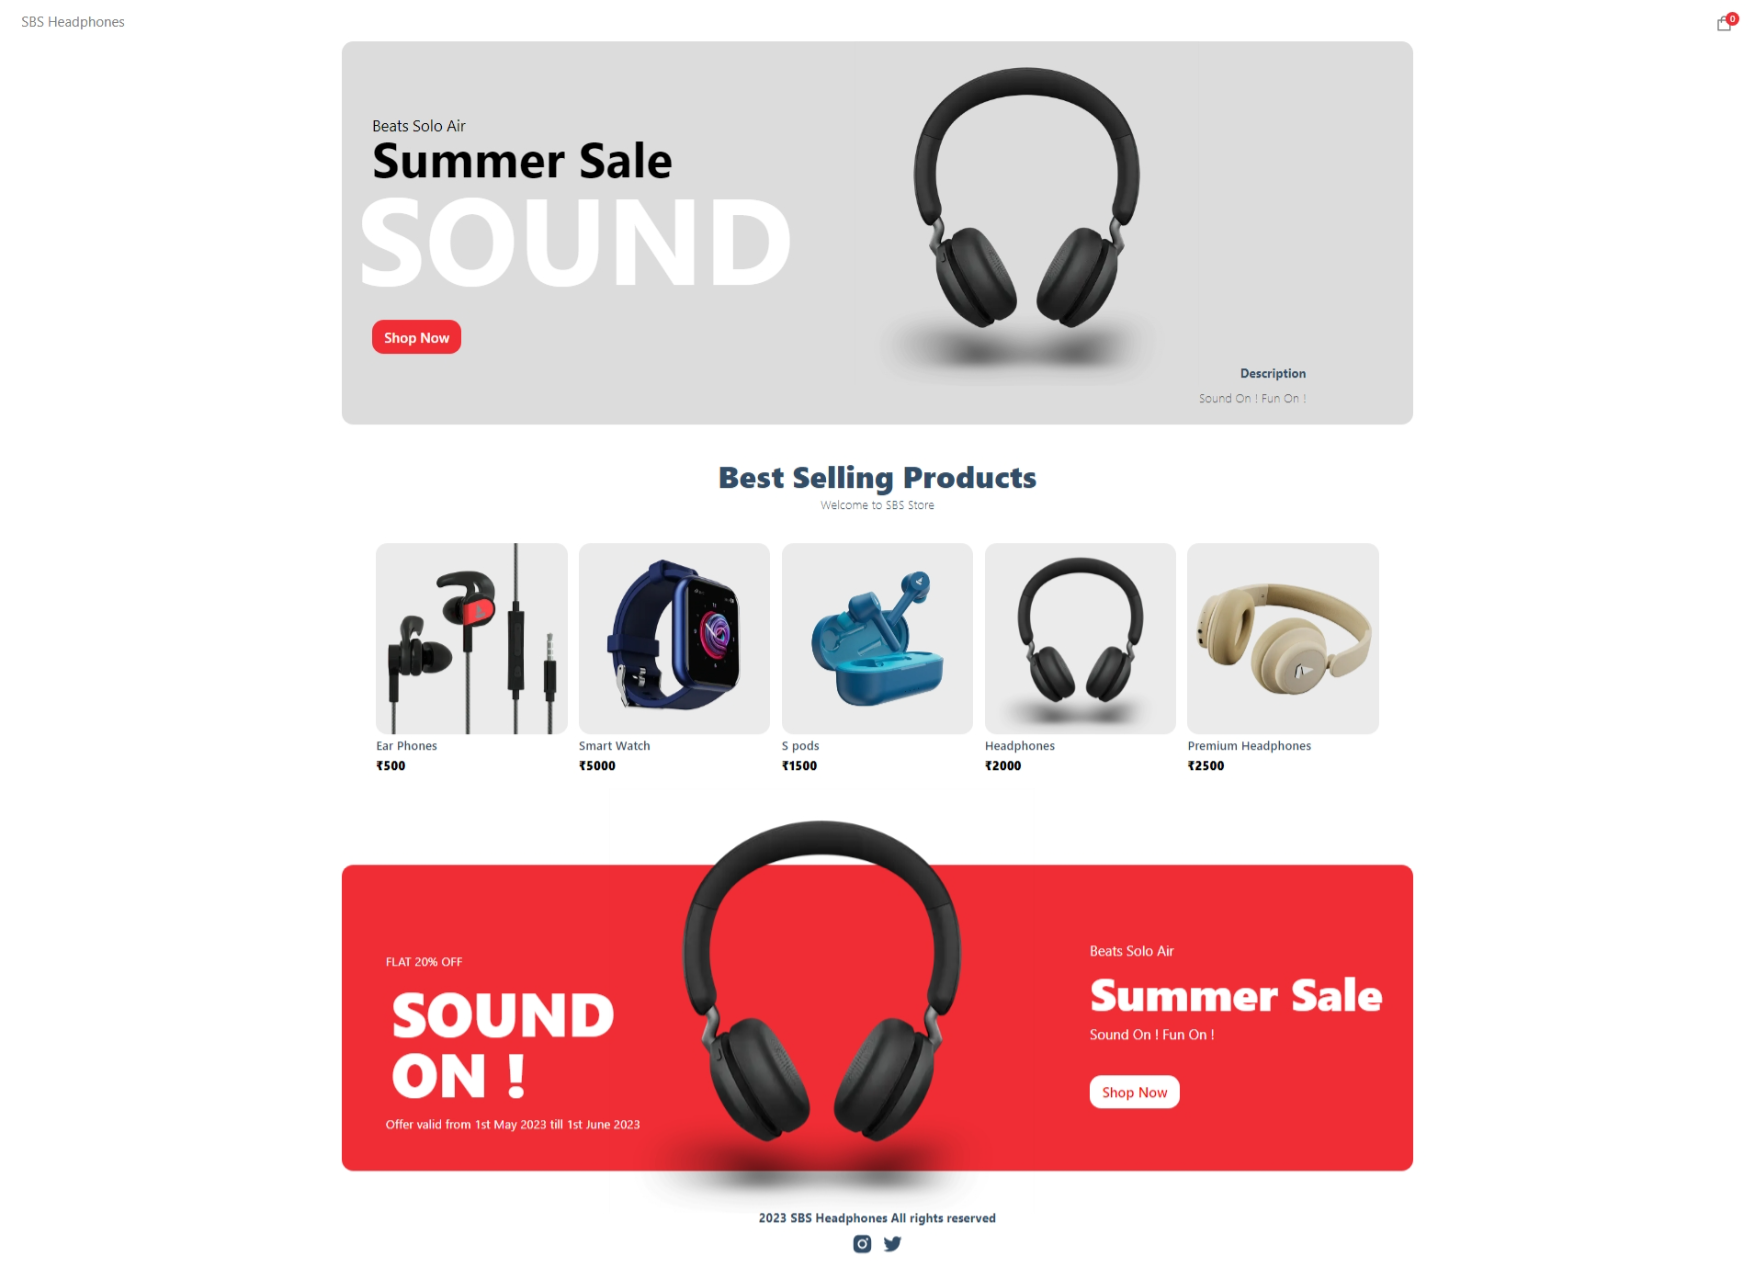 SBS Headphones
0
Beats Solo Air
Summer Sale
SOUND
Shop Now
Description
Sound On ! Fun On !
Best Selling Products
Welcome to SBS Store
Ear Phones
₹500
Smart Watch
₹5000
S pods
₹1500
Headphones
₹2000
Premium Headphones
₹2500
FLAT 20% OFF
SOUND
ON !
Offer valid from 1st May 2023 till 1st June 2023
Beats Solo Air
Summer Sale
Sound On ! Fun On !
Shop Now
2023 SBS Headphones All rights reserved